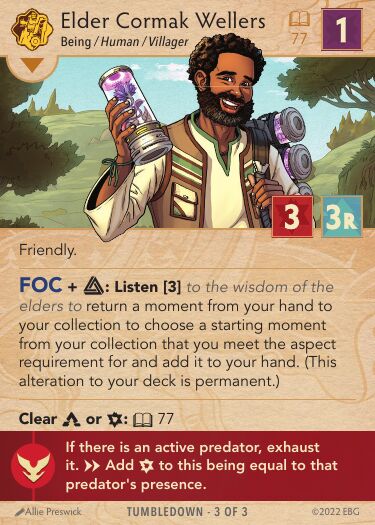 Elder Cormak Wellers
Being / Human / Villager
77
1
3
3R
Friendly.
FOC + : Listen [3] to the wisdom of the
elders to return a moment from your hand to
your collection to choose a starting moment
from your collection that you meet the aspect
requirement for and add it to your hand. (This
alteration to your deck is permanent.)
Clear or : 77
If there is an active predator, exhaust
it. Add to this being equal to that
predator's presence.
Allie Preswick
TUMBLEDOWN - 3 OF 3
©2022 EBG